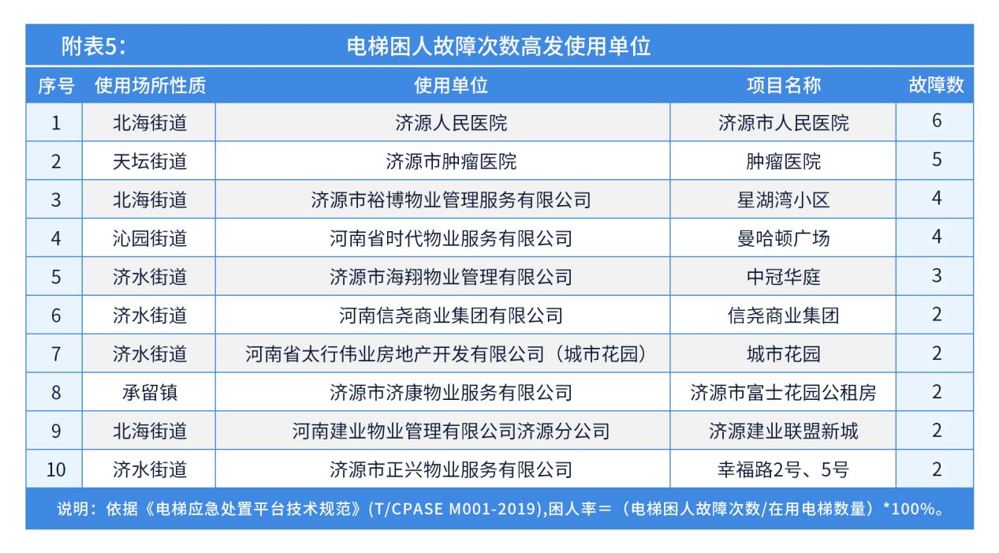 附表5： 电梯困人故障次数高发使用单位
序号 使用场所性质 使用单位 项目名称 故障数
1 北海街道 济源人民医院 济源市人民医院 6
2 天坛街道 济源市肿瘤医院 肿瘤医院 5
3 北海街道 济源市裕博物业管理服务有限公司 星湖湾小区 4
4 沁园街道 河南省时代物业服务有限公司 曼哈顿广场 4
5 济水街道 济源市海翔物业管理有限公司 中冠华庭 3
6 济水街道 河南信尧商业集团有限公司 信尧商业集团 2
7 济水街道 河南省太行伟业房地产开发有限公司（城市花园） 城市花园 2
8 承留镇 济源市济康物业服务有限公司 济源市富士花园公租房 2
9 北海街道 河南建业物业管理有限公司济源分公司 济源建业联盟新城 2
10 济水街道 济源市正兴物业服务有限公司 幸福路2号、5号 2
说明：依据《电梯应急处置平台技术规范》(T/CPASE M001-2019),困人率＝（电梯困人故障次数/在用电梯数量）*100%。